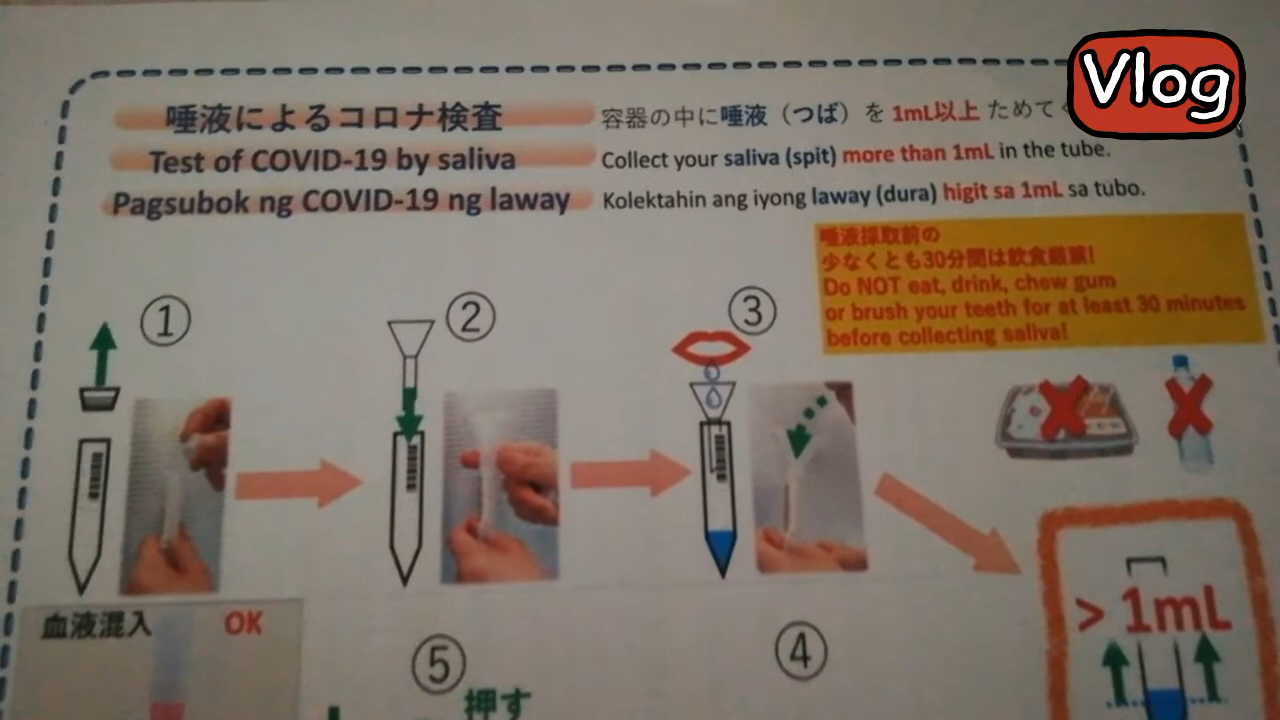 Vlog
唾液によるコロナ検査
容器の中に唾液（つば）を 1mL以上 ためて
Test of COVID-19 by saliva
Collect your saliva (spit) more than 1mL in the tube.
Pagsubok ng COVID-19 ng laway
Kolektahin ang iyong laway (dura) higit sa 1mL sa tubo.
唾液採取前の
少なくとも30分間は飲食厳禁!
Do NOT eat, drink, chew gum
or brush your teeth for at least 30 minutes
before collecting saliva!
①
②
③
> 1mL
血液混入 OK
⑤
④
押す